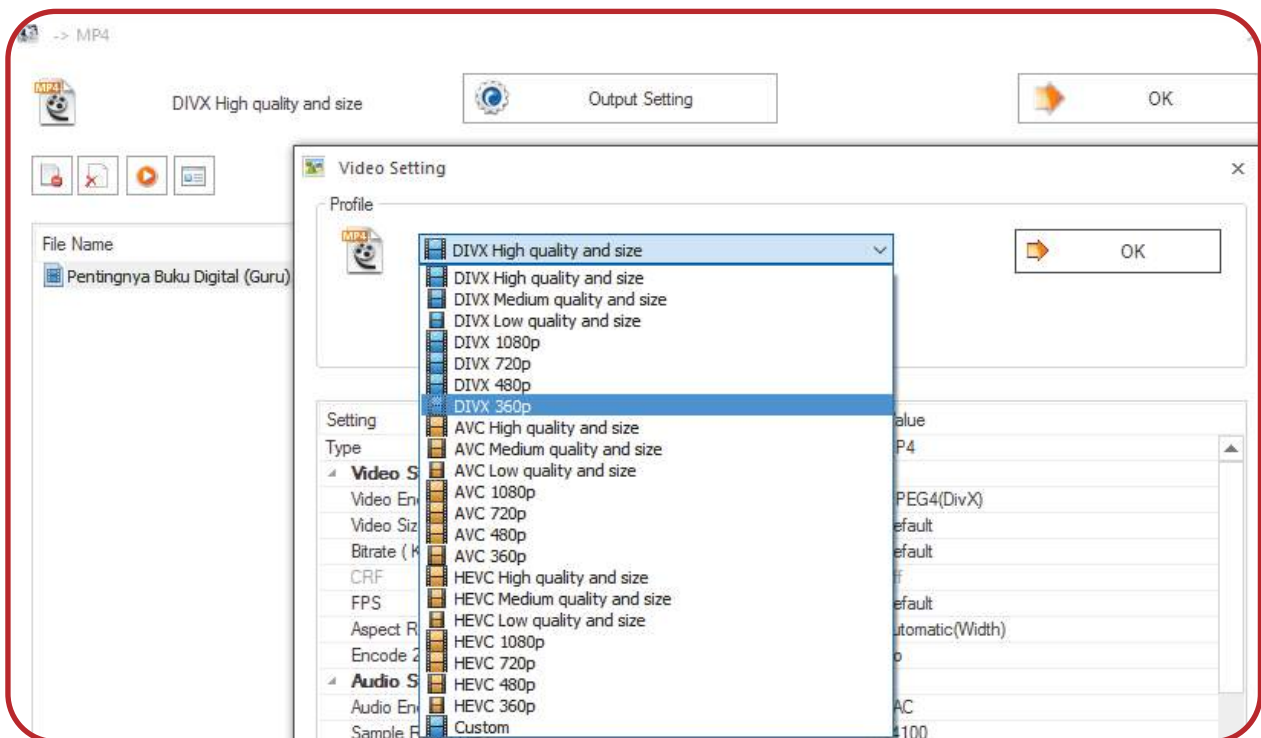 -> MP4
MP4
DIVX High quality and size
Output Setting
OK
Video Setting
Profile
MP4
DIVX High quality and size
OK
File Name
Pentingnya Buku Digital (Guru)
DIVX High quality and size
DIVX Medium quality and size
DIVX Low quality and size
DIVX 1080p
DIVX 720p
DIVX 480p
DIVX 360p
AVC High quality and size
AVC Medium quality and size
AVC Low quality and size
AVC 1080p
AVC 720p
AVC 480p
AVC 360p
HEVC High quality and size
HEVC Medium quality and size
HEVC Low quality and size
HEVC 1080p
HEVC 720p
HEVC 480p
HEVC 360p
Custom
Setting
Type
Video S
Video En
Video Siz
Bitrate ( K
CRF
FPS
Aspect R
Encode 2
Audio S
Audio En
Sample R
alue
P4
PEG4(DivX)
efault
efault
ff
efault
utomatic(Width)
o
AC
4100